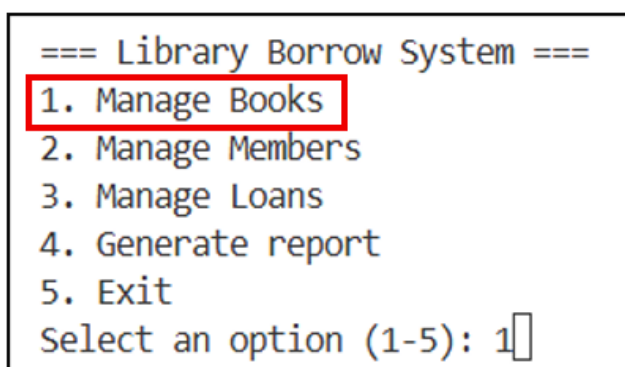 === Library Borrow System ===
1. Manage Books
2. Manage Members
3. Manage Loans
4. Generate report
5. Exit
Select an option (1-5): 1